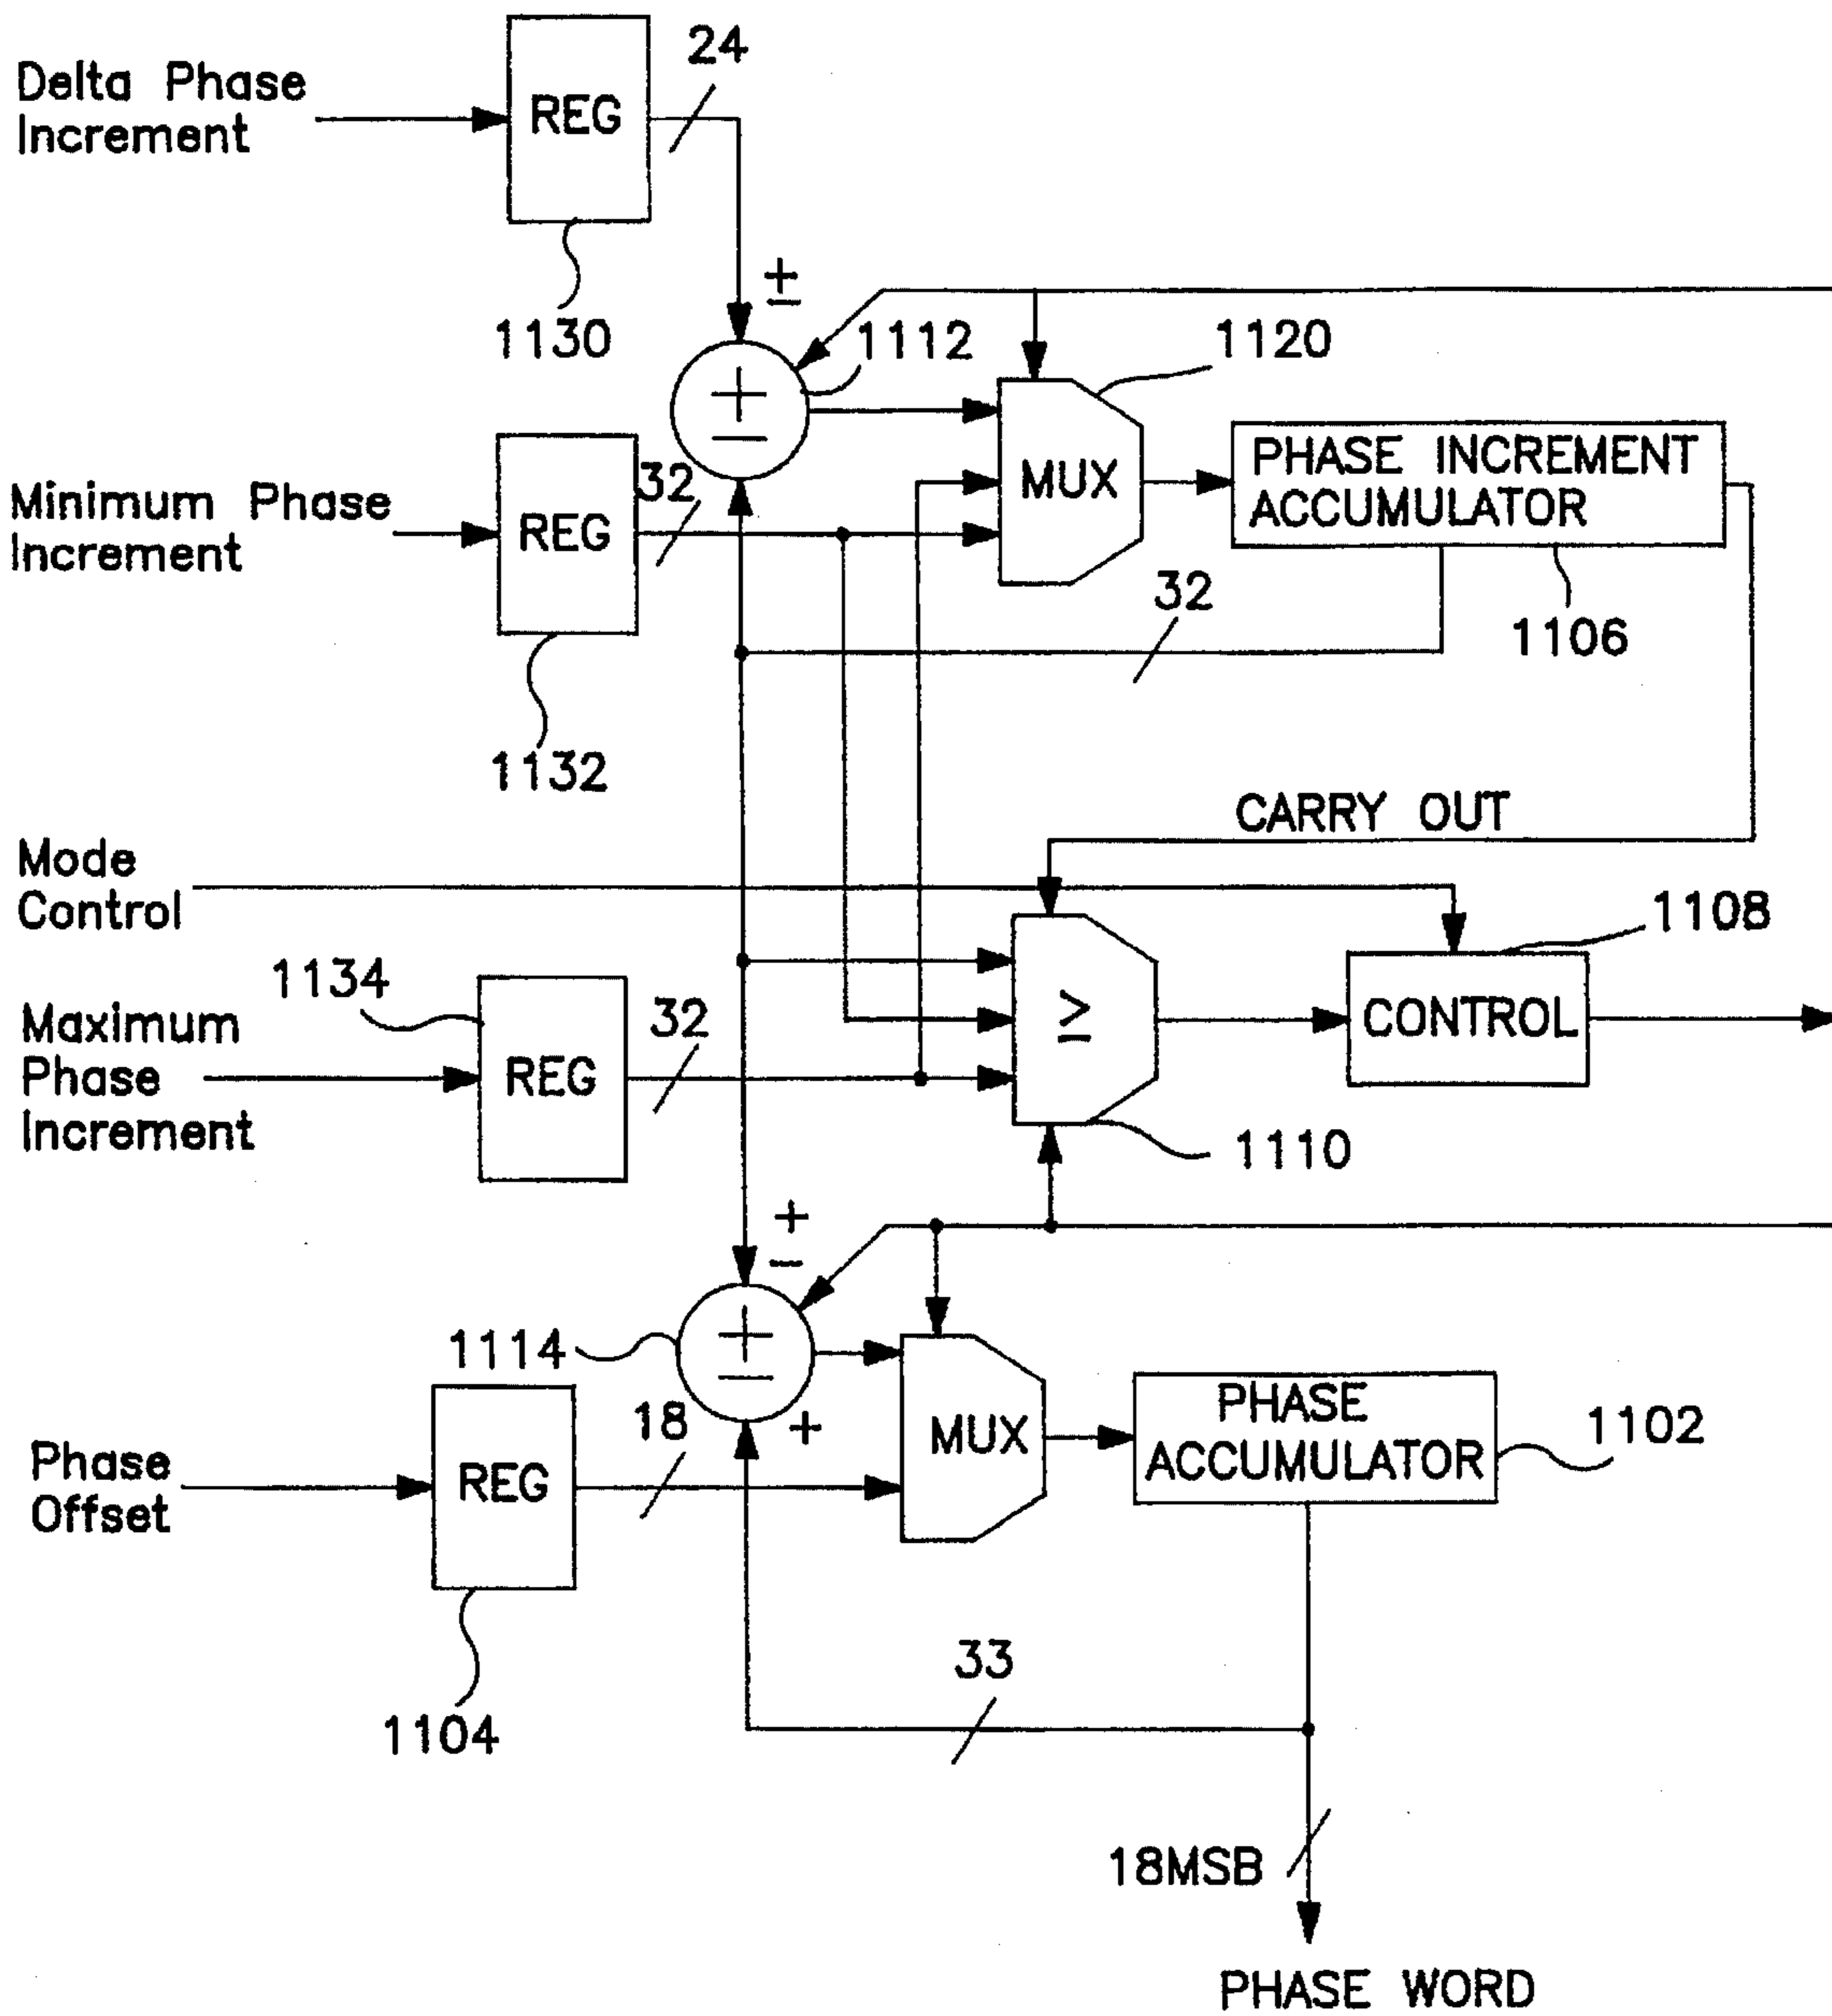 Delta Phase
Increment
REG
24
1130
±
±
1112
1120
MUX
PHASE INCREMENT
ACCUMULATOR
1106
32
Minimum Phase
Increment
REG
32
1132
CARRY OUT
Mode
Control
1108
CONTROL
1134
Maximum
Phase
Increment
REG
32
≥
1110
+
−
±
+
1114
18
MUX
PHASE
ACCUMULATOR
1102
Phase
Offset
REG
1104
33
18MSB
PHASE WORD